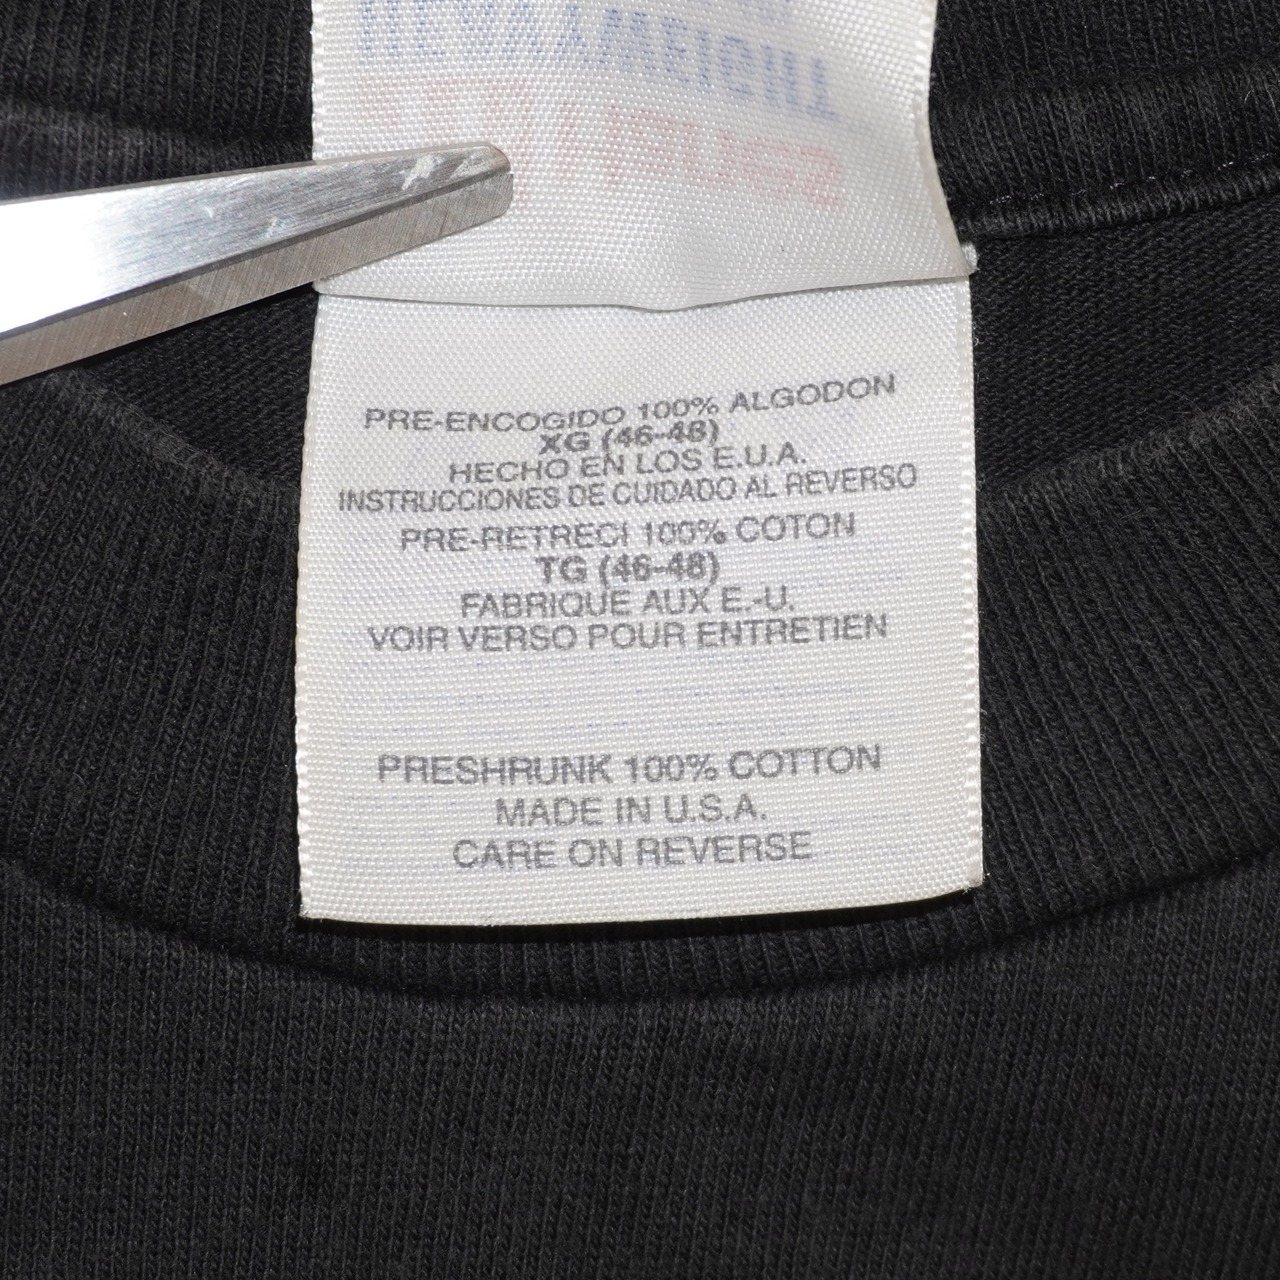 PRE-ENCOGIDO 100% ALGODON
XG (46-48)
HECHO EN LOS E.U.A.
INSTRUCCIONES DE CUIDADO AL REVERSO
PRE-RETRECI 100% COTON
TG (46-48)
FABRIQUE AUX E.-U.
VOIR VERSO POUR ENTRETIEN
PRESHRUNK 100% COTTON
MADE IN U.S.A.
CARE ON REVERSE